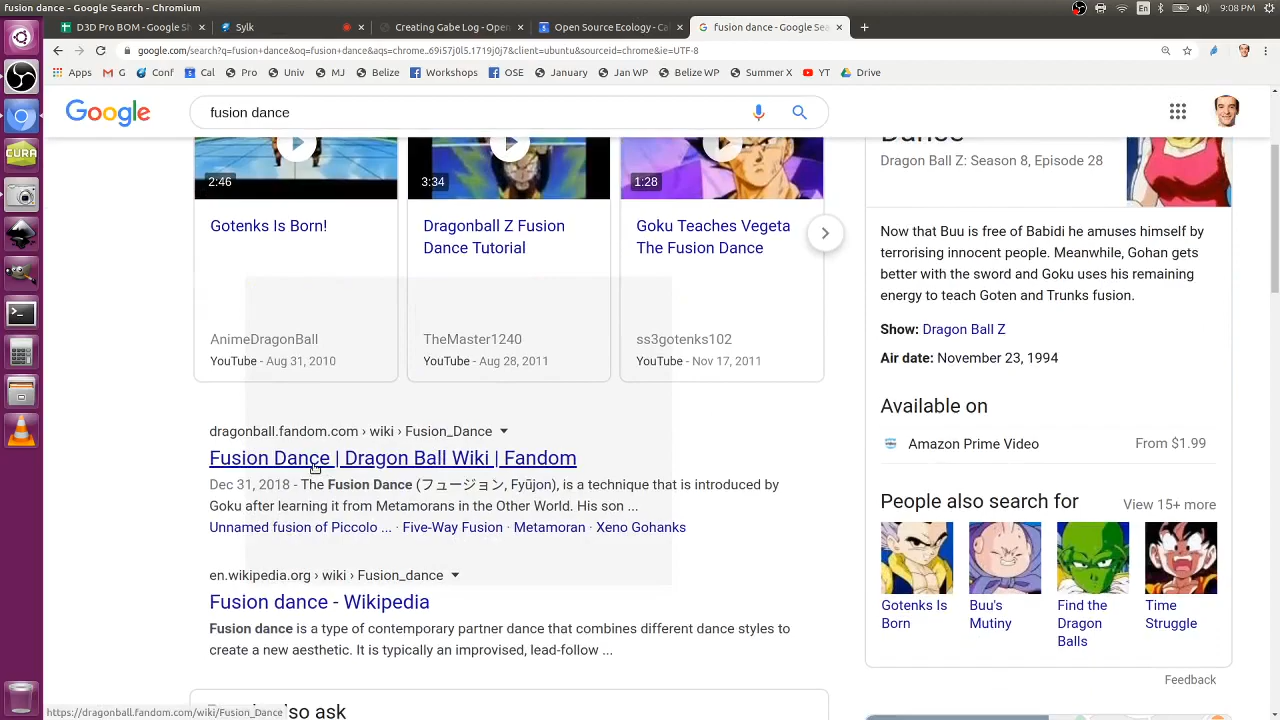 fusion dance - Google Search - Chromium
En
9:08 PM
D3D Pro BOM - Google Sh
Sylk
Creating Gabe Log - Open
Open Source Ecology - Cal
fusion dance - Google Sea
google.com/search?q=fusion+dance&oq=fusion+dance&aqs=chrome..69i57j0l5.1719j0j7&client=ubuntu&sourceid=chrome&ie=UTF-8
Apps
G
Conf
Cal
Pro
Univ
MJ
Belize
Workshops
OSE
January
Jan WP
Belize WP
Summer X
YT
Drive
Google
fusion dance
CURA
2:46
3:34
1:28
Gotenks Is Born!
Dragonball Z Fusion
Dance Tutorial
Goku Teaches Vegeta
The Fusion Dance
AnimeDragonBall
YouTube - Aug 31, 2010
TheMaster1240
YouTube - Aug 28, 2011
ss3gotenks102
YouTube - Nov 17, 2011
dragonball.fandom.com › wiki › Fusion_Dance
Fusion Dance | Dragon Ball Wiki | Fandom
Dec 31, 2018 - The Fusion Dance (フュージョン, Fyūjon), is a technique that is introduced by
Goku after learning it from Metamorans in the Other World. His son ...
Unnamed fusion of Piccolo ... · Five-Way Fusion · Metamoran · Xeno Gohanks
en.wikipedia.org › wiki › Fusion_dance
Fusion dance - Wikipedia
Fusion dance is a type of contemporary partner dance that combines different dance styles to
create a new aesthetic. It is typically an improvised, lead-follow ...
so ask
https://dragonball.fandom.com/wiki/Fusion_Dance
Dance
Dragon Ball Z: Season 8, Episode 28
Now that Buu is free of Babidi he amuses himself by
terrorising innocent people. Meanwhile, Gohan gets
better with the sword and Goku uses his remaining
energy to teach Goten and Trunks fusion.
Show: Dragon Ball Z
Air date: November 23, 1994
Available on
Amazon Prime Video
From $1.99
People also search for
View 15+ more
Gotenks Is
Born
Buu's
Mutiny
Find the
Dragon
Balls
Time
Struggle
Feedback